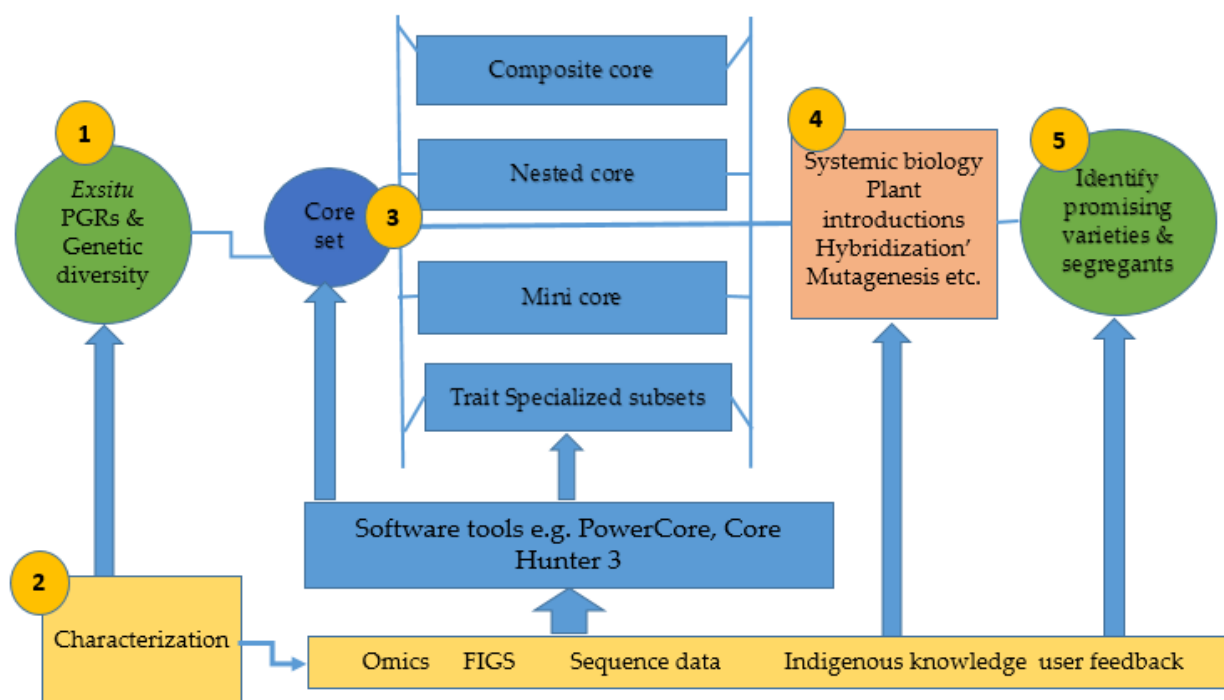 1
Exsitu
PGRs &
Genetic
diversity
Core
set
3
Composite core
Nested core
Mini core
Trait Specialized subsets
4
Systemic biology
Plant
introductions
Hybridization’
Mutagenesis etc.
5
Identify
promising
varieties &
segregants
Software tools e.g. PowerCore, Core
Hunter 3
2
Characterization
Omics FIGS Sequence data Indigenous knowledge user feedback